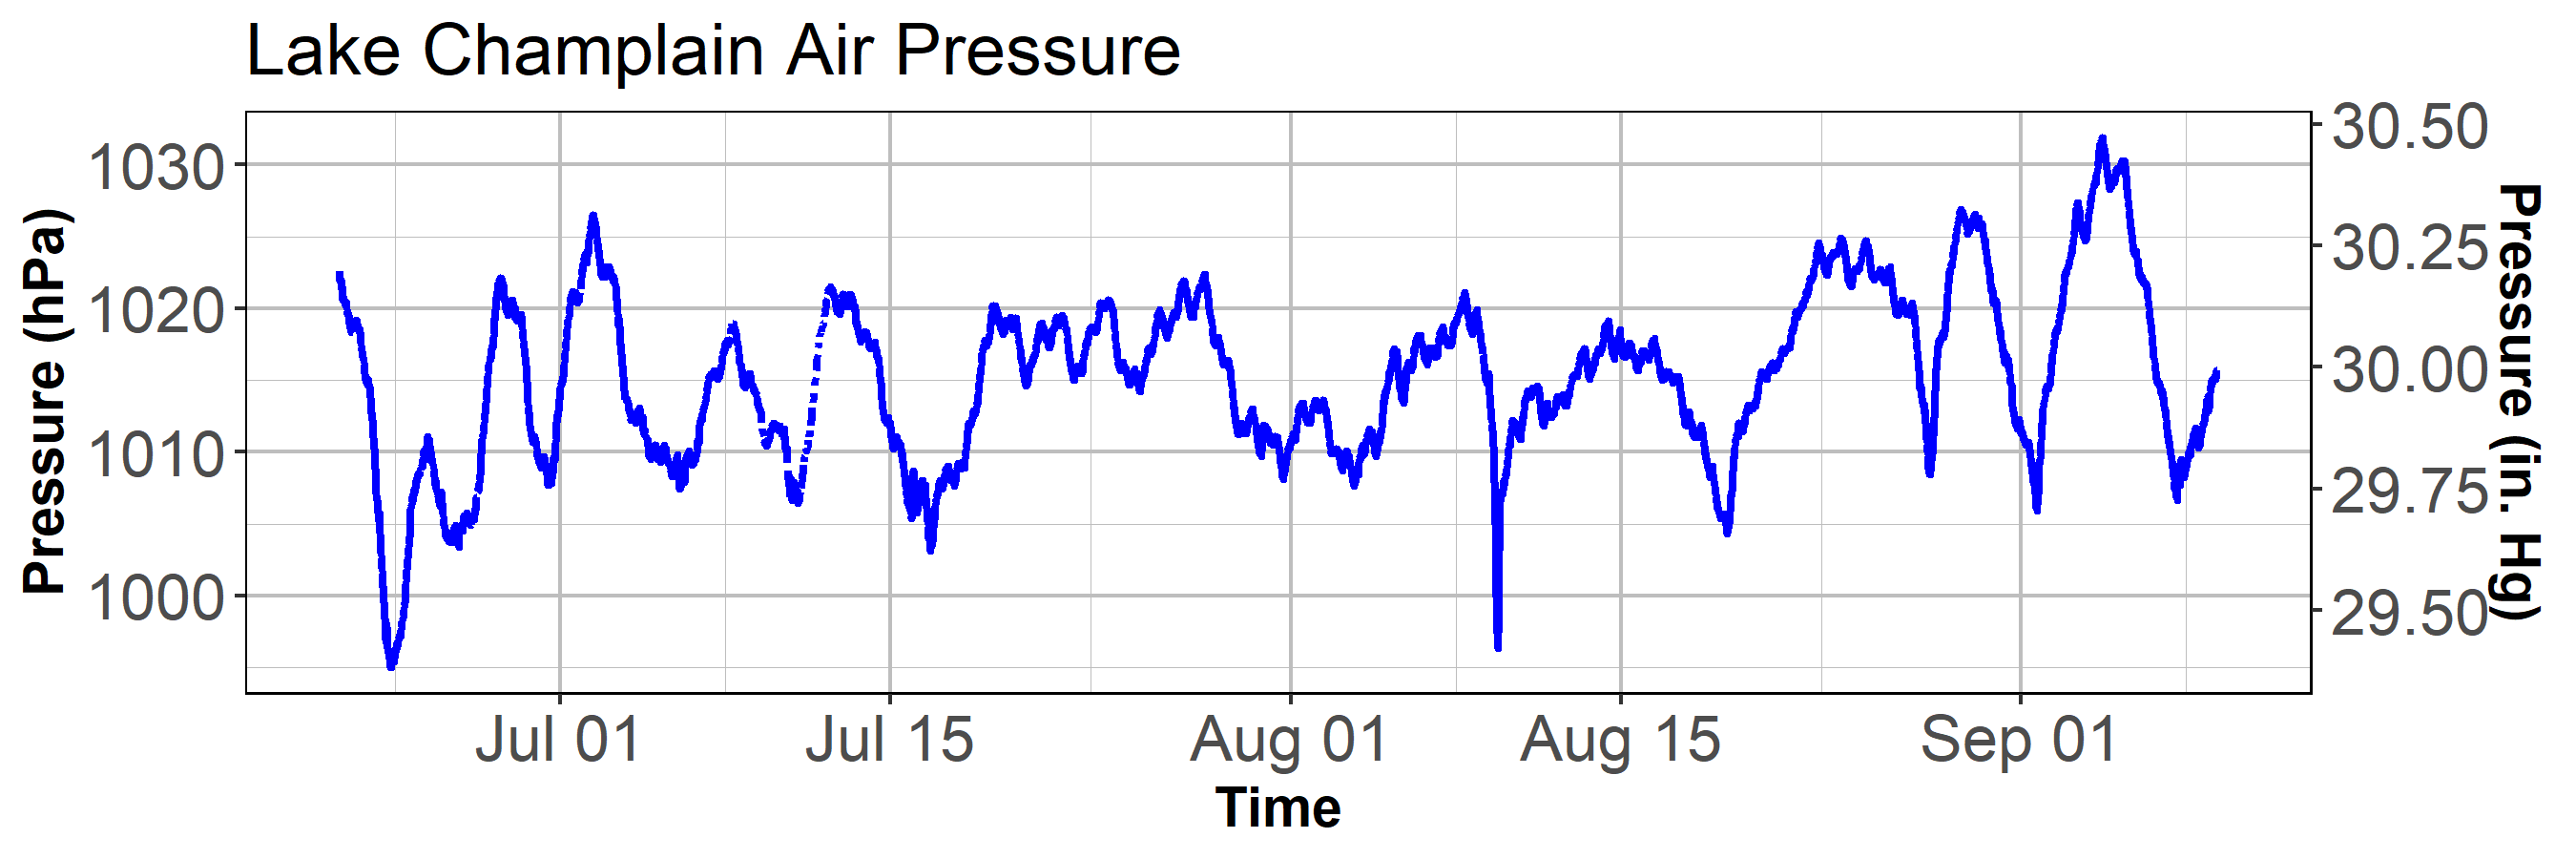 Lake Champlain Air Pressure
Pressure (hPa)
1030
1020
1010
1000
30.50
30.25
30.00
29.75
29.50
Pressure (in. Hg)
Jul 01
Jul 15
Aug 01
Aug 15
Sep 01
Time